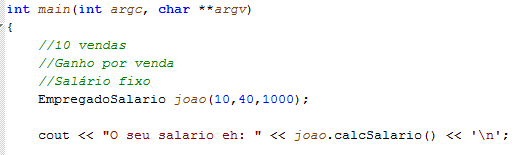 int main(int argc, char **argv)
{
//10 vendas
//Ganho por venda
//Salário fixo
EmpregadoSalario joao(10,40,1000);
cout << "O seu salario eh: " << joao.calcSalario() << '\n';